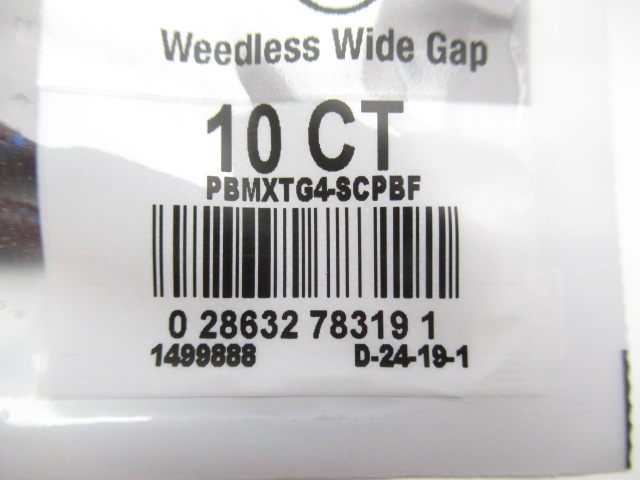 Weedless Wide Gap
10 CT
PBMXTG4-SCPBF
0 28632 78319 1
1499888 D-24-19-1